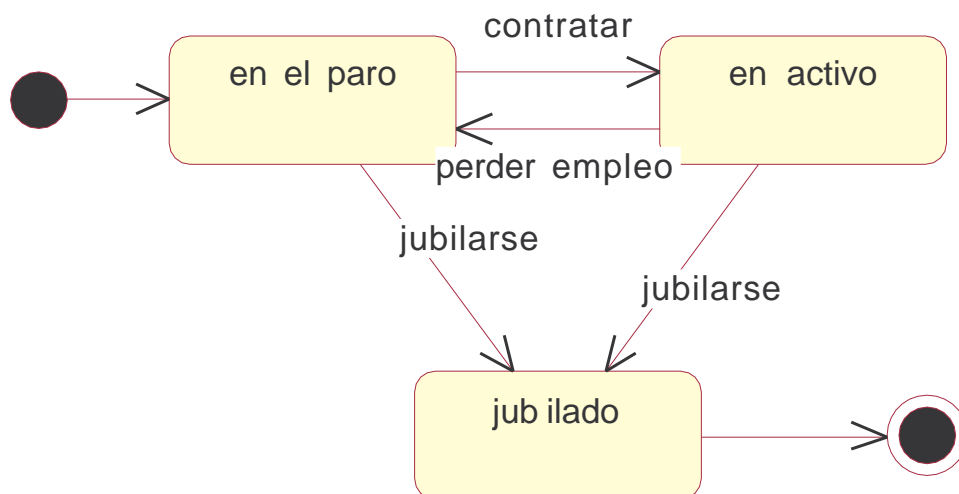 contratar
en el paro
en activo
perder empleo
jubilarse
jubilarse
jub ilado